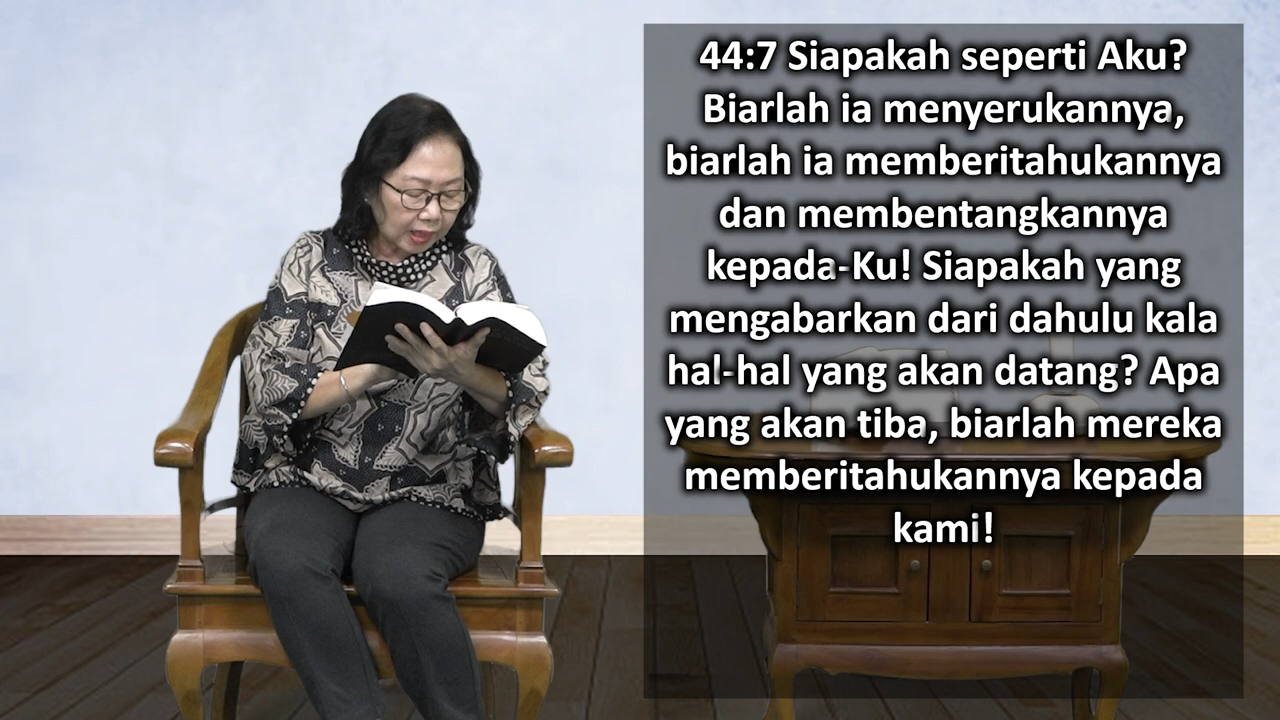 44:7 Siapakah seperti Aku?
Biarlah ia menyerukannya,
biarlah ia memberitahukannya
dan membentangkannya
kepada-Ku! Siapakah yang
mengabarkan dari dahulu kala
hal-hal yang akan datang? Apa
yang akan tiba, biarlah mereka
memberitahukannya kepada
kami!